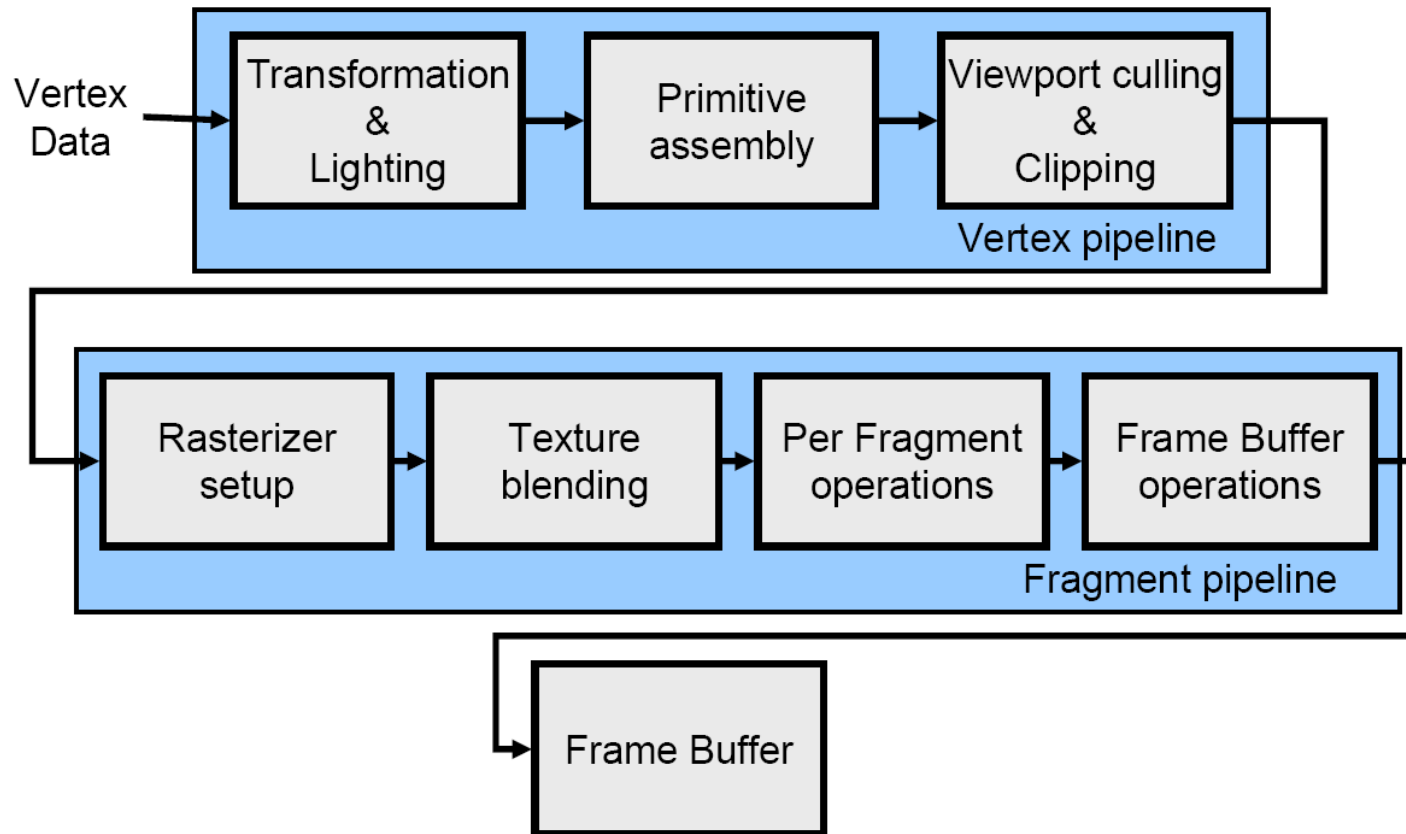 Vertex
Data
Transformation
&
Lighting
Primitive
assembly
Viewport culling
&
Clipping
Vertex pipeline
Rasterizer
setup
Texture
blending
Per Fragment
operations
Frame Buffer
operations
Fragment pipeline
Frame Buffer